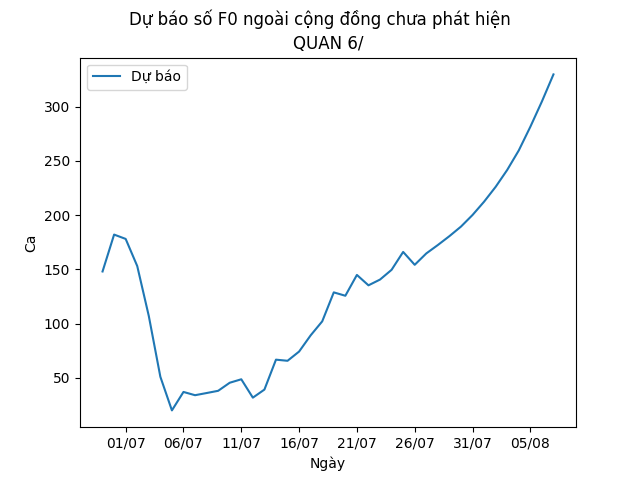 Dự báo số F0 ngoài cộng đồng chưa phát hiện
QUAN 6/
Dự báo
Ca
300
250
200
150
100
50
01/07 06/07 11/07 16/07 21/07 26/07 31/07 05/08
Ngày